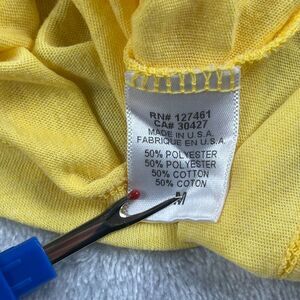 RN# 127461
CA# 30427
MADE IN U.S.A.
FABRIQUE EN U.S.A.
50% POLYESTER
50% POLYESTER
50% COTTON
50% COTON
M